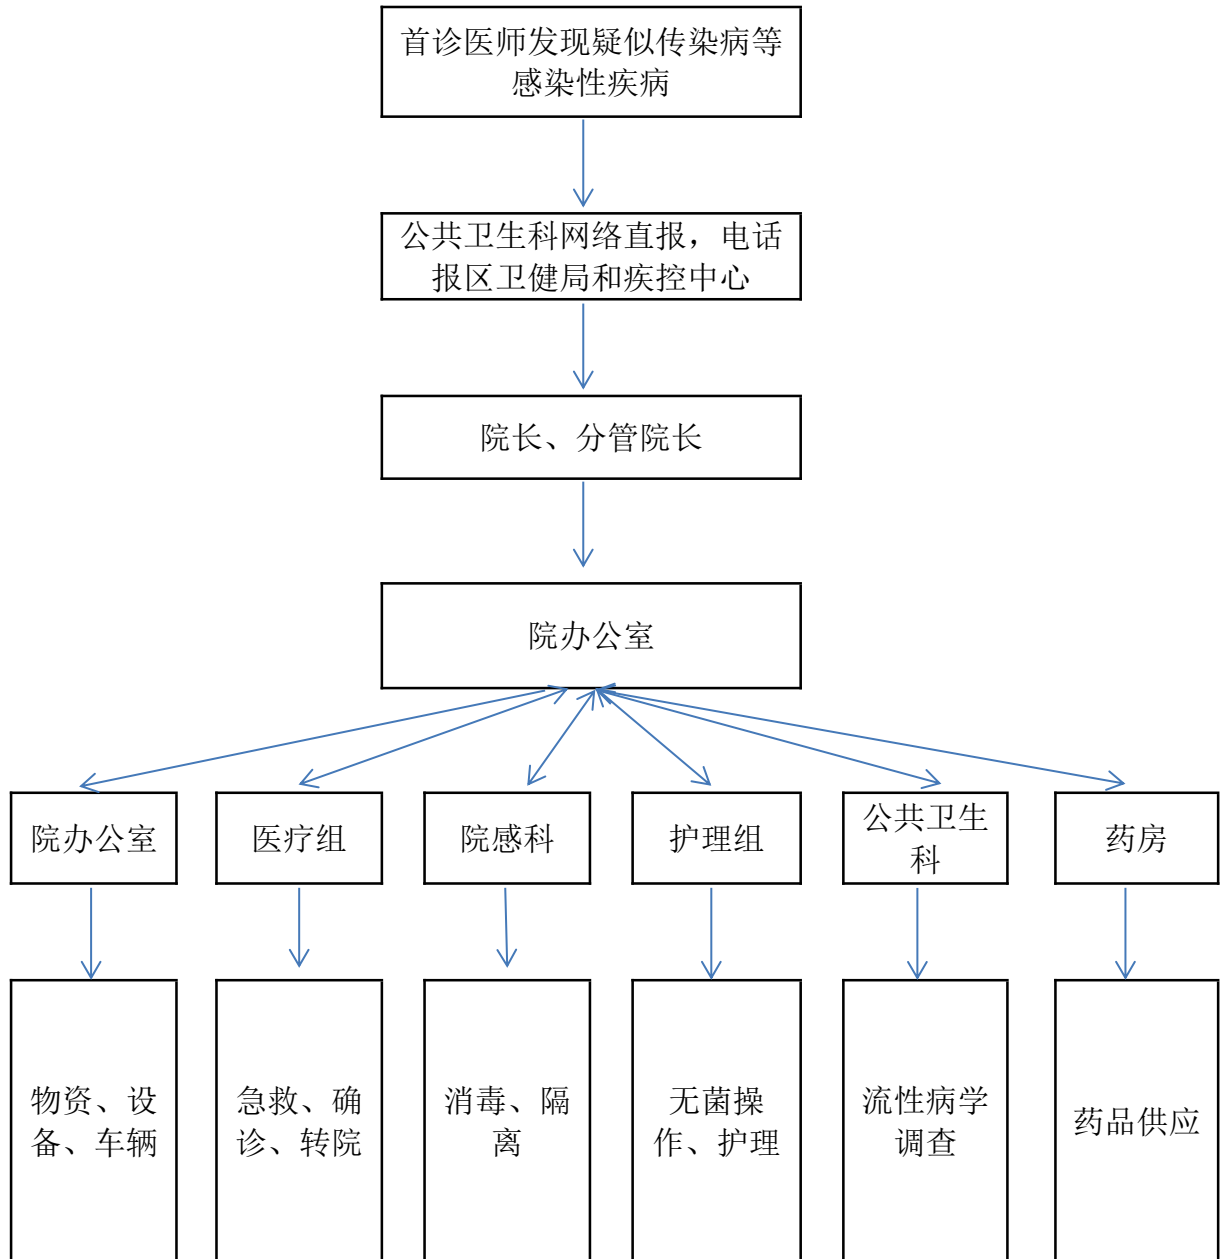 首诊医师发现疑似传染病等
感染性疾病
公共卫生科网络直报，电话
报区卫健局和疾控中心
院长、分管院长
院办公室
院办公室
医疗组
院感科
护理组
公共卫生
科
药房
物资、设
备、车辆
急救、确
诊、转院
消毒、隔
离
无菌操
作、护理
流性病学
调查
药品供应